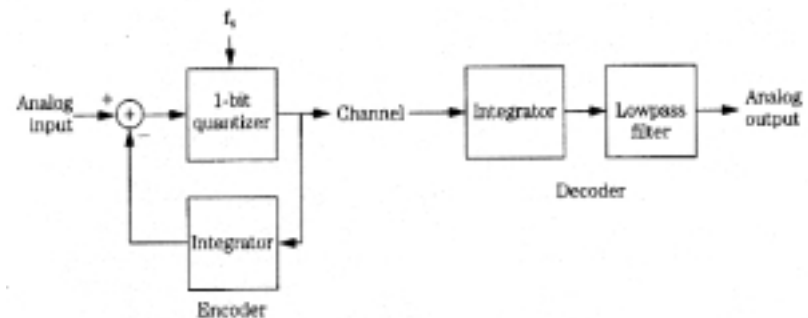 fs
Analog
input
+
+
−
1-bit
quantizer
Channel
Integrator
Lowpass
filter
Analog
output
Decoder
Integrator
Encoder